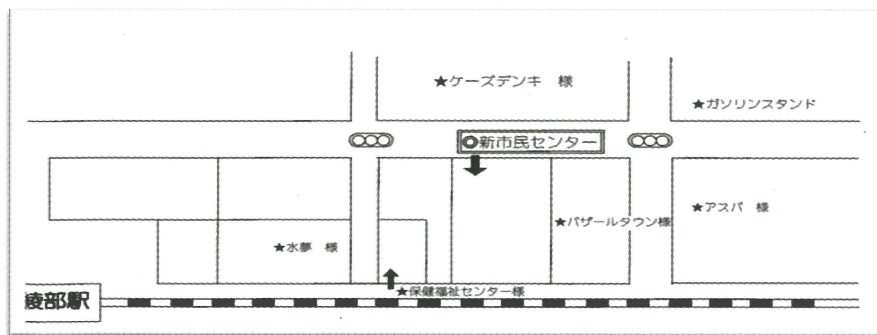 ★ケーズデンキ 様
★ガソリンスタンド
◎新市民センター
★アスパ 様
★バザールタウン様
★水夢 様
★保健福祉センター様
綾部駅